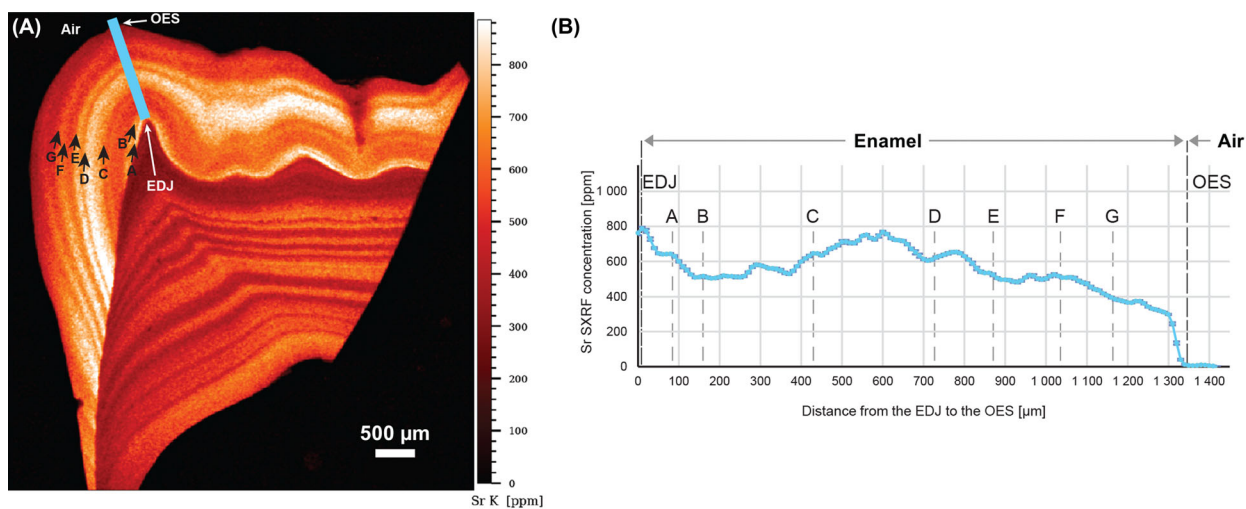 (A)
Air
OES
G
F
E
D
C
B
A
EDJ
500 µm
800
700
600
500
400
300
200
100
0
Sr K [ppm]
(B)
Enamel
Air
EDJ
OES
A B C D E F G
Sr SXRF concentration [ppm]
1 000
800
600
400
200
0
0 100 200 300 400 500 600 700 800 900 1 000 1 100 1 200 1 300 1 400
Distance from the EDJ to the OES [µm]